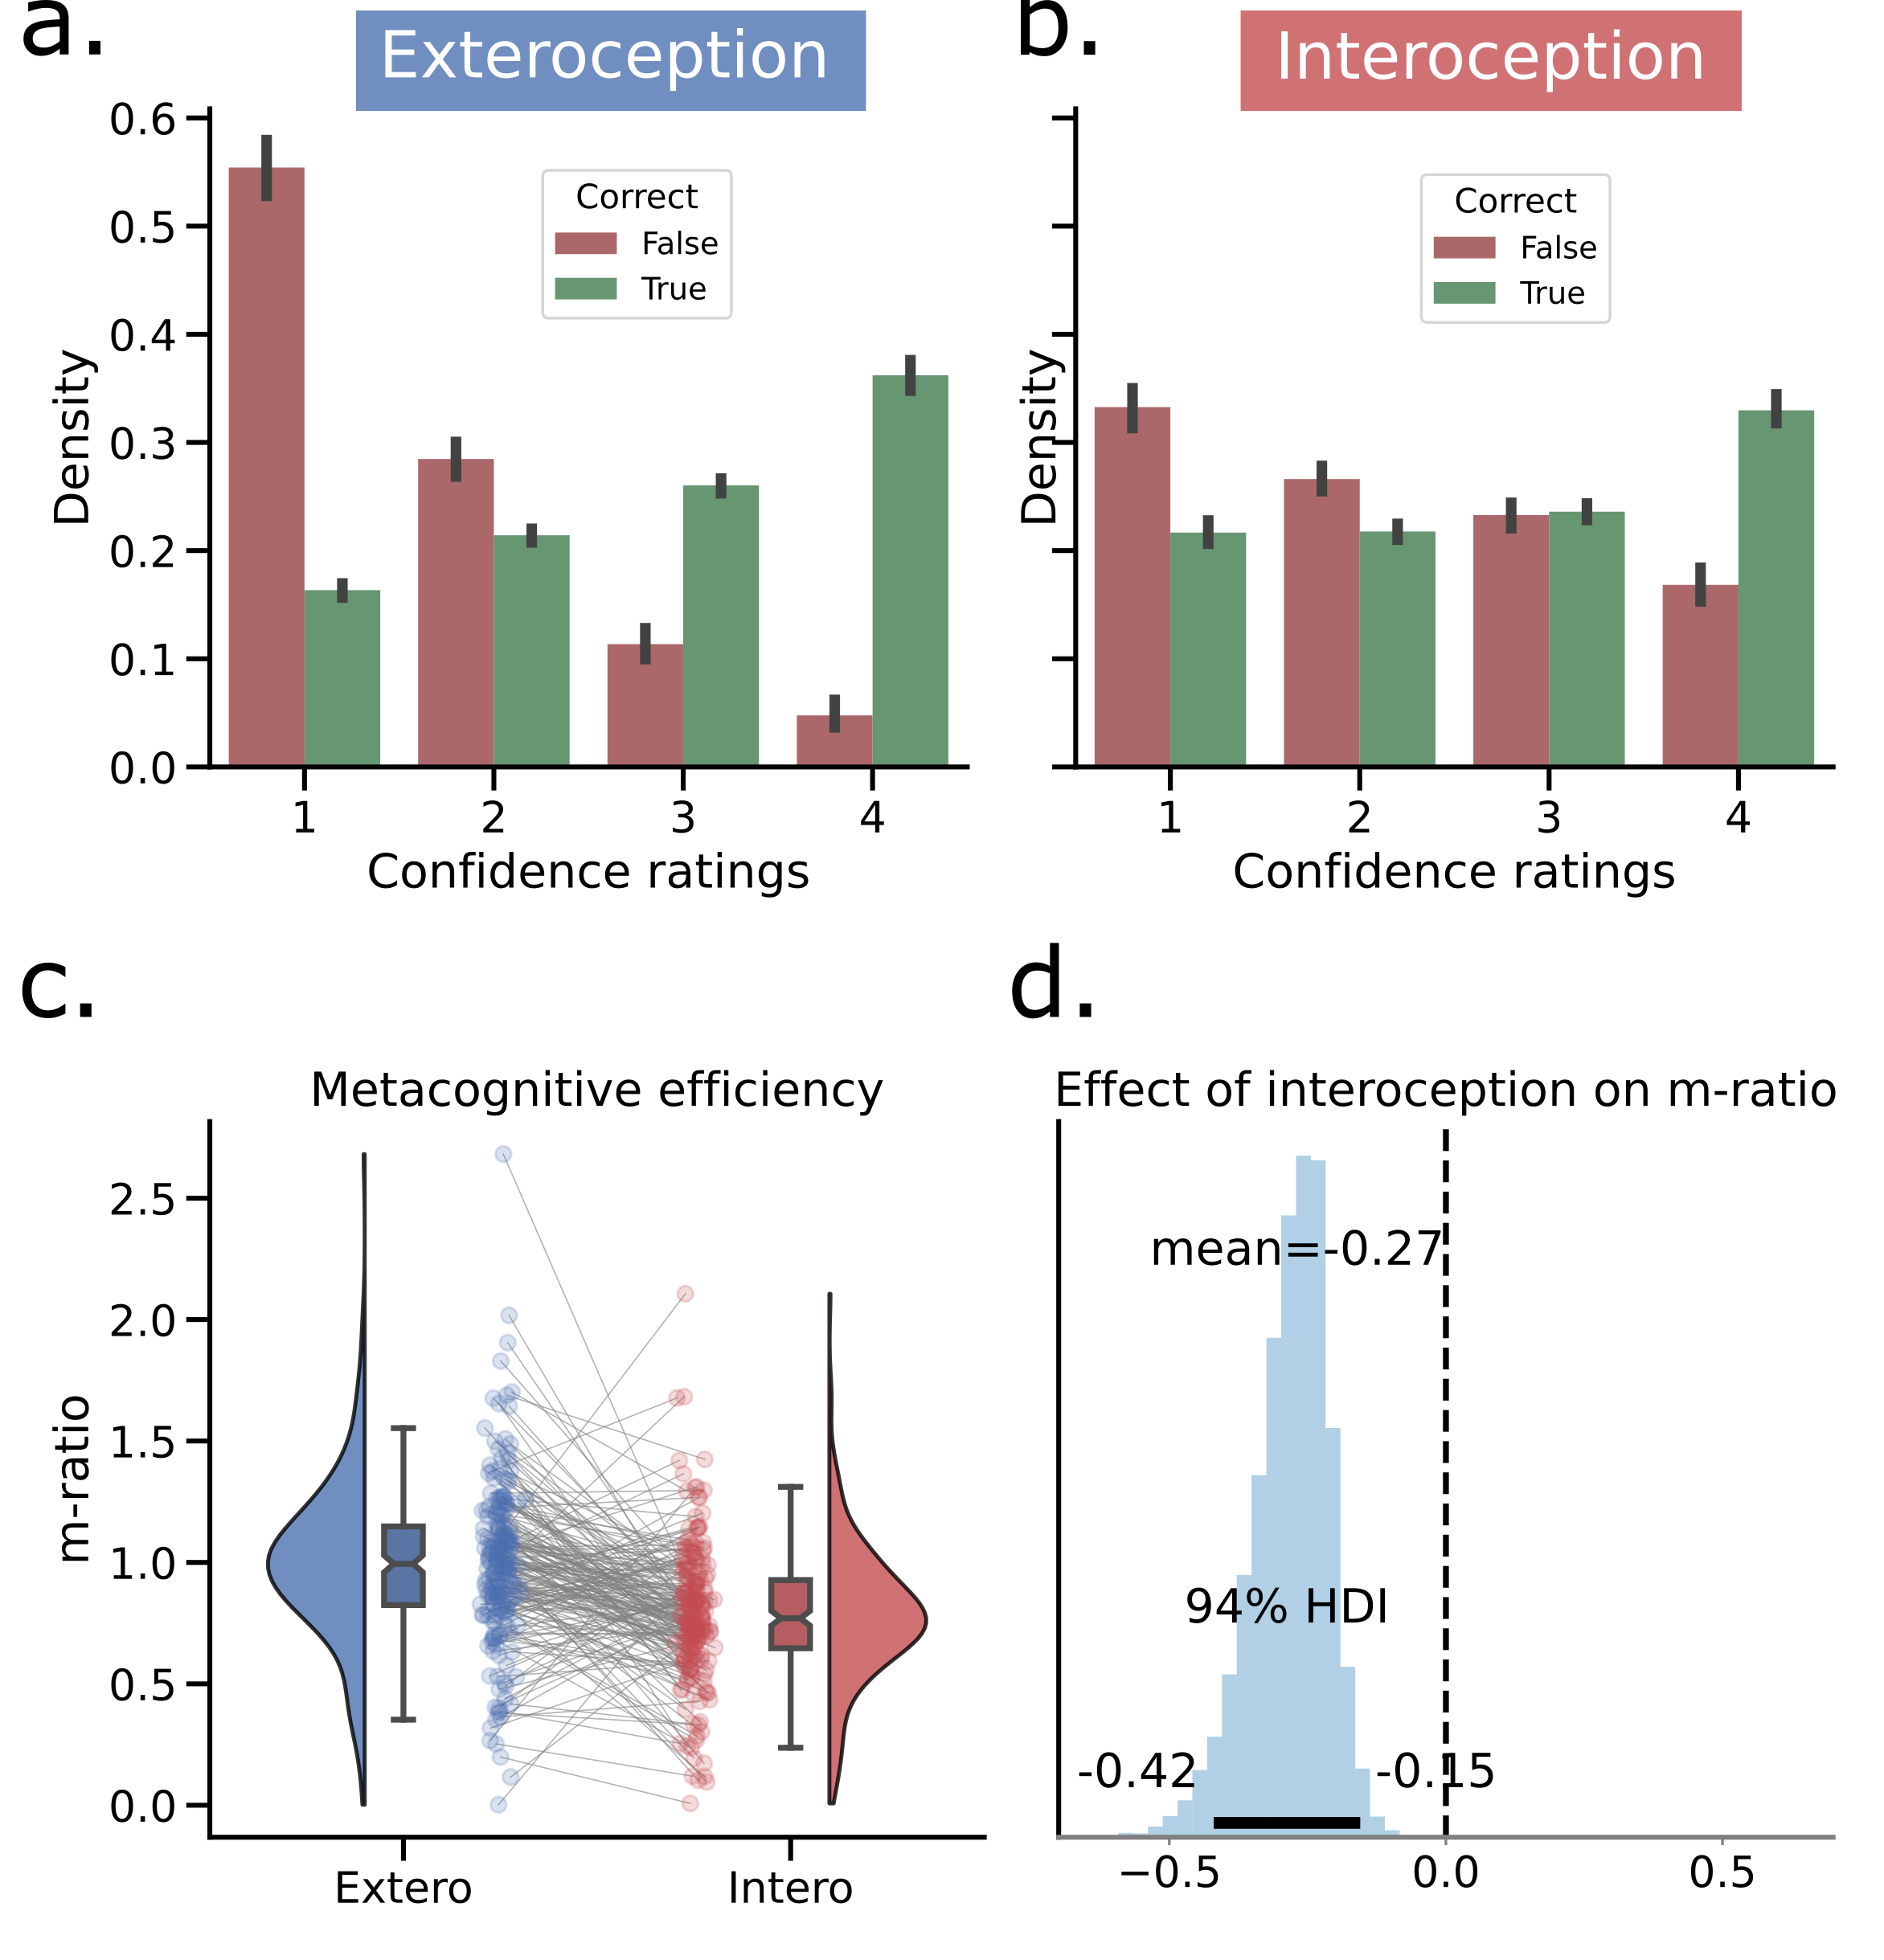 a.
Exteroception
0.6
0.5
0.4
0.3
0.2
0.1
0.0
Density
Correct
False
True
1 2 3 4
Confidence ratings
b.
Interoception
Density
Correct
False
True
1 2 3 4
Confidence ratings
c.
Metacognitive efficiency
2.5
2.0
1.5
1.0
0.5
0.0
m-ratio
Extero Intero
d.
Effect of interoception on m-ratio
mean=-0.27
94% HDI
-0.42 -0.15
−0.5 0.0 0.5